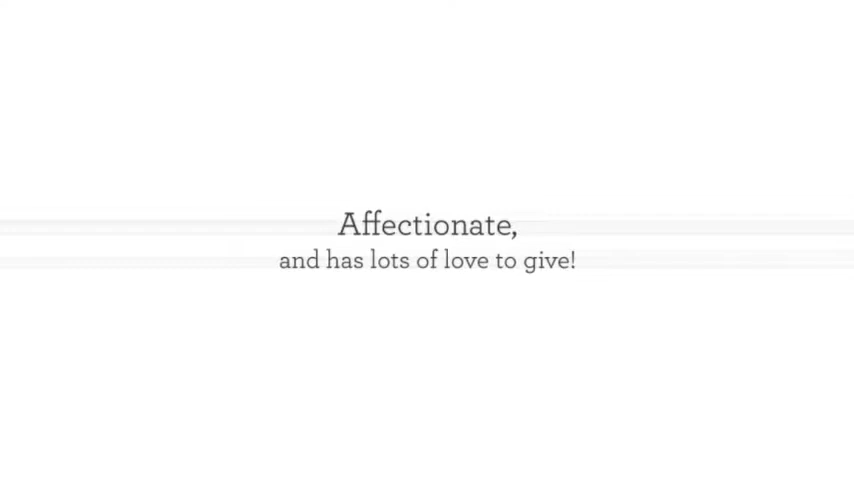 Affectionate,
and has lots of love to give!